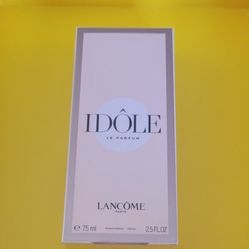 IDÔLE
LE PARFUM
LANCÔME
PARIS
e 75 ml 2.5 FL.OZ